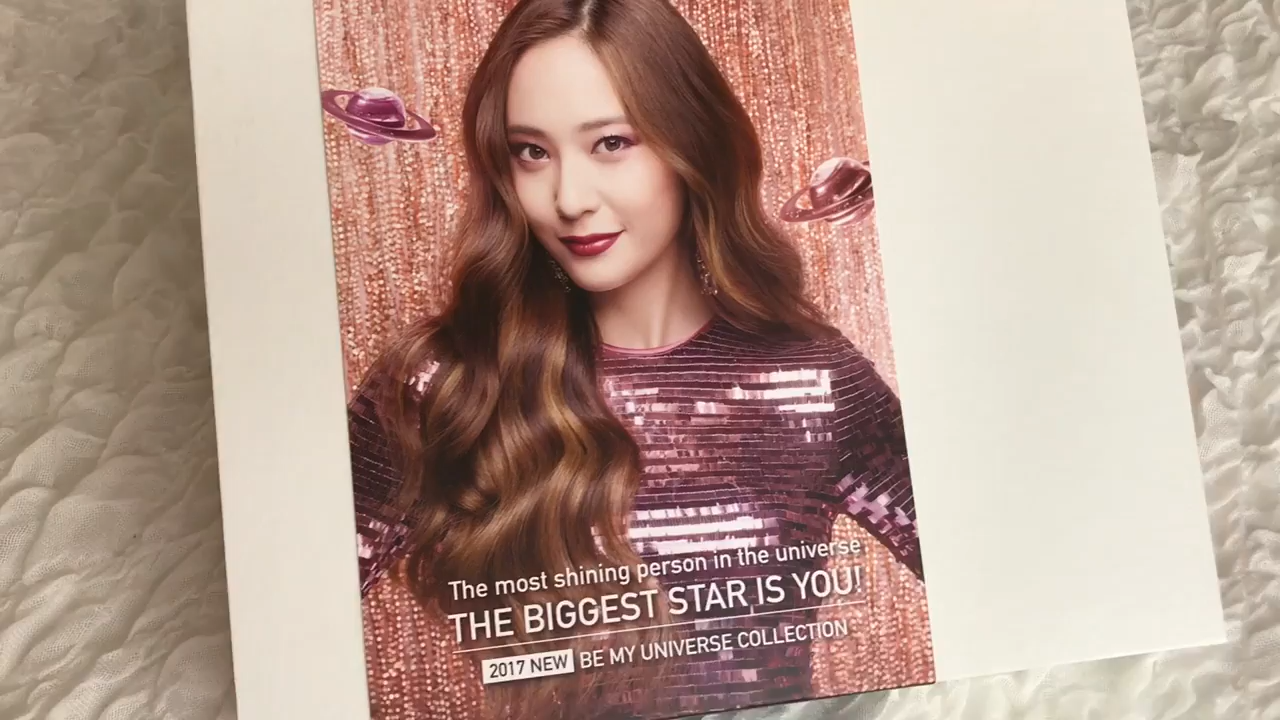 The most shining person in the universe
THE BIGGEST STAR IS YOU!
2017 NEW BE MY UNIVERSE COLLECTION